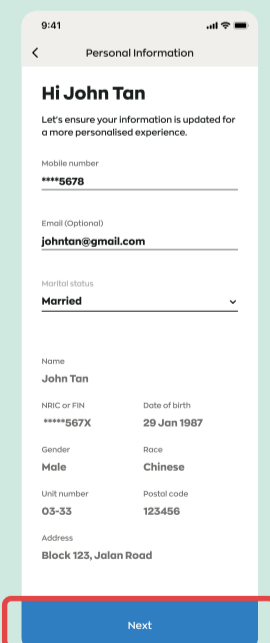 9:41
Personal Information
Hi John Tan
Let's ensure your information is updated for
a more personalised experience.
Mobile number
****5678
Email (Optional)
johntan@gmail.com
Marital status
Married
Name
John Tan
NRIC or FIN Date of birth
*****567X 29 Jan 1987
Gender Race
Male Chinese
Unit number Postal code
03-33 123456
Address
Block 123, Jalan Road
Next